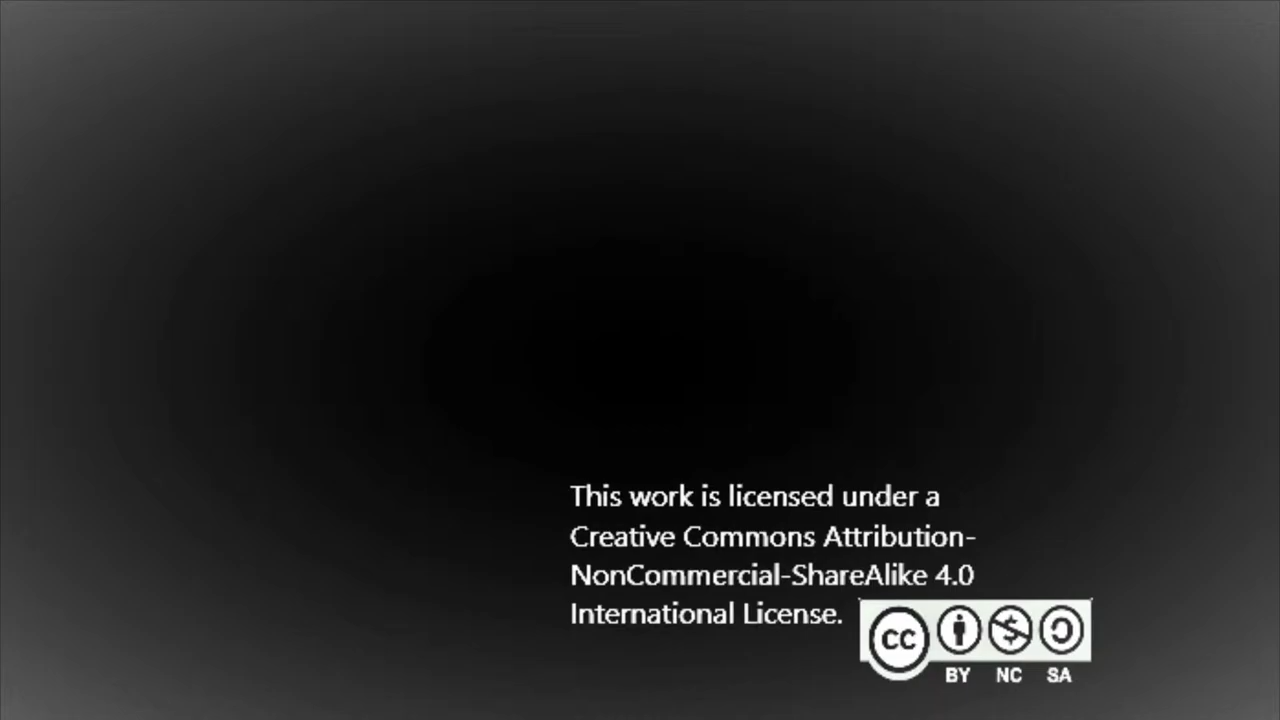 This work is licensed under a
Creative Commons Attribution-
NonCommercial-ShareAlike 4.0
International License.
cc
BY NC SA